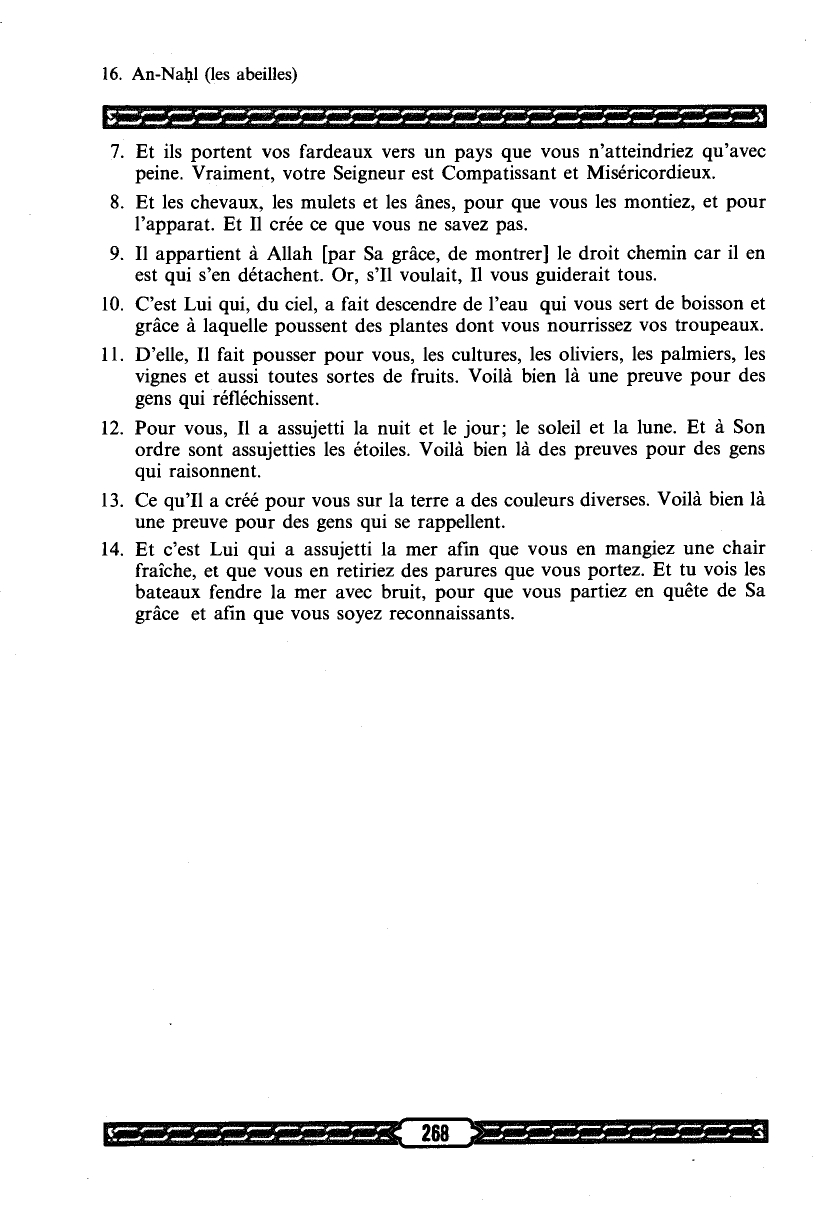 16. An-Naḥl (les abeilles)
7. Et ils portent vos fardeaux vers un pays que vous n’atteindriez qu’avec
peine. Vraiment, votre Seigneur est Compatissant et Miséricordieux.
8. Et les chevaux, les mulets et les ânes, pour que vous les montiez, et pour
l’apparat. Et Il crée ce que vous ne savez pas.
9. Il appartient à Allah [par Sa grâce, de montrer] le droit chemin car il en
est qui s’en détachent. Or, s’Il voulait, Il vous guiderait tous.
10. C’est Lui qui, du ciel, a fait descendre de l’eau qui vous sert de boisson et
grâce à laquelle poussent des plantes dont vous nourrissez vos troupeaux.
11. D’elle, Il fait pousser pour vous, les cultures, les oliviers, les palmiers, les
vignes et aussi toutes sortes de fruits. Voilà bien là une preuve pour des
gens qui réfléchissent.
12. Pour vous, Il a assujetti la nuit et le jour; le soleil et la lune. Et à Son
ordre sont assujetties les étoiles. Voilà bien là des preuves pour des gens
qui raisonnent.
13. Ce qu’Il a créé pour vous sur la terre a des couleurs diverses. Voilà bien là
une preuve pour des gens qui se rappellent.
14. Et c’est Lui qui a assujetti la mer afin que vous en mangiez une chair
fraîche, et que vous en retiriez des parures que vous portez. Et tu vois les
bateaux fendre la mer avec bruit, pour que vous partiez en quête de Sa
grâce et afin que vous soyez reconnaissants.
268